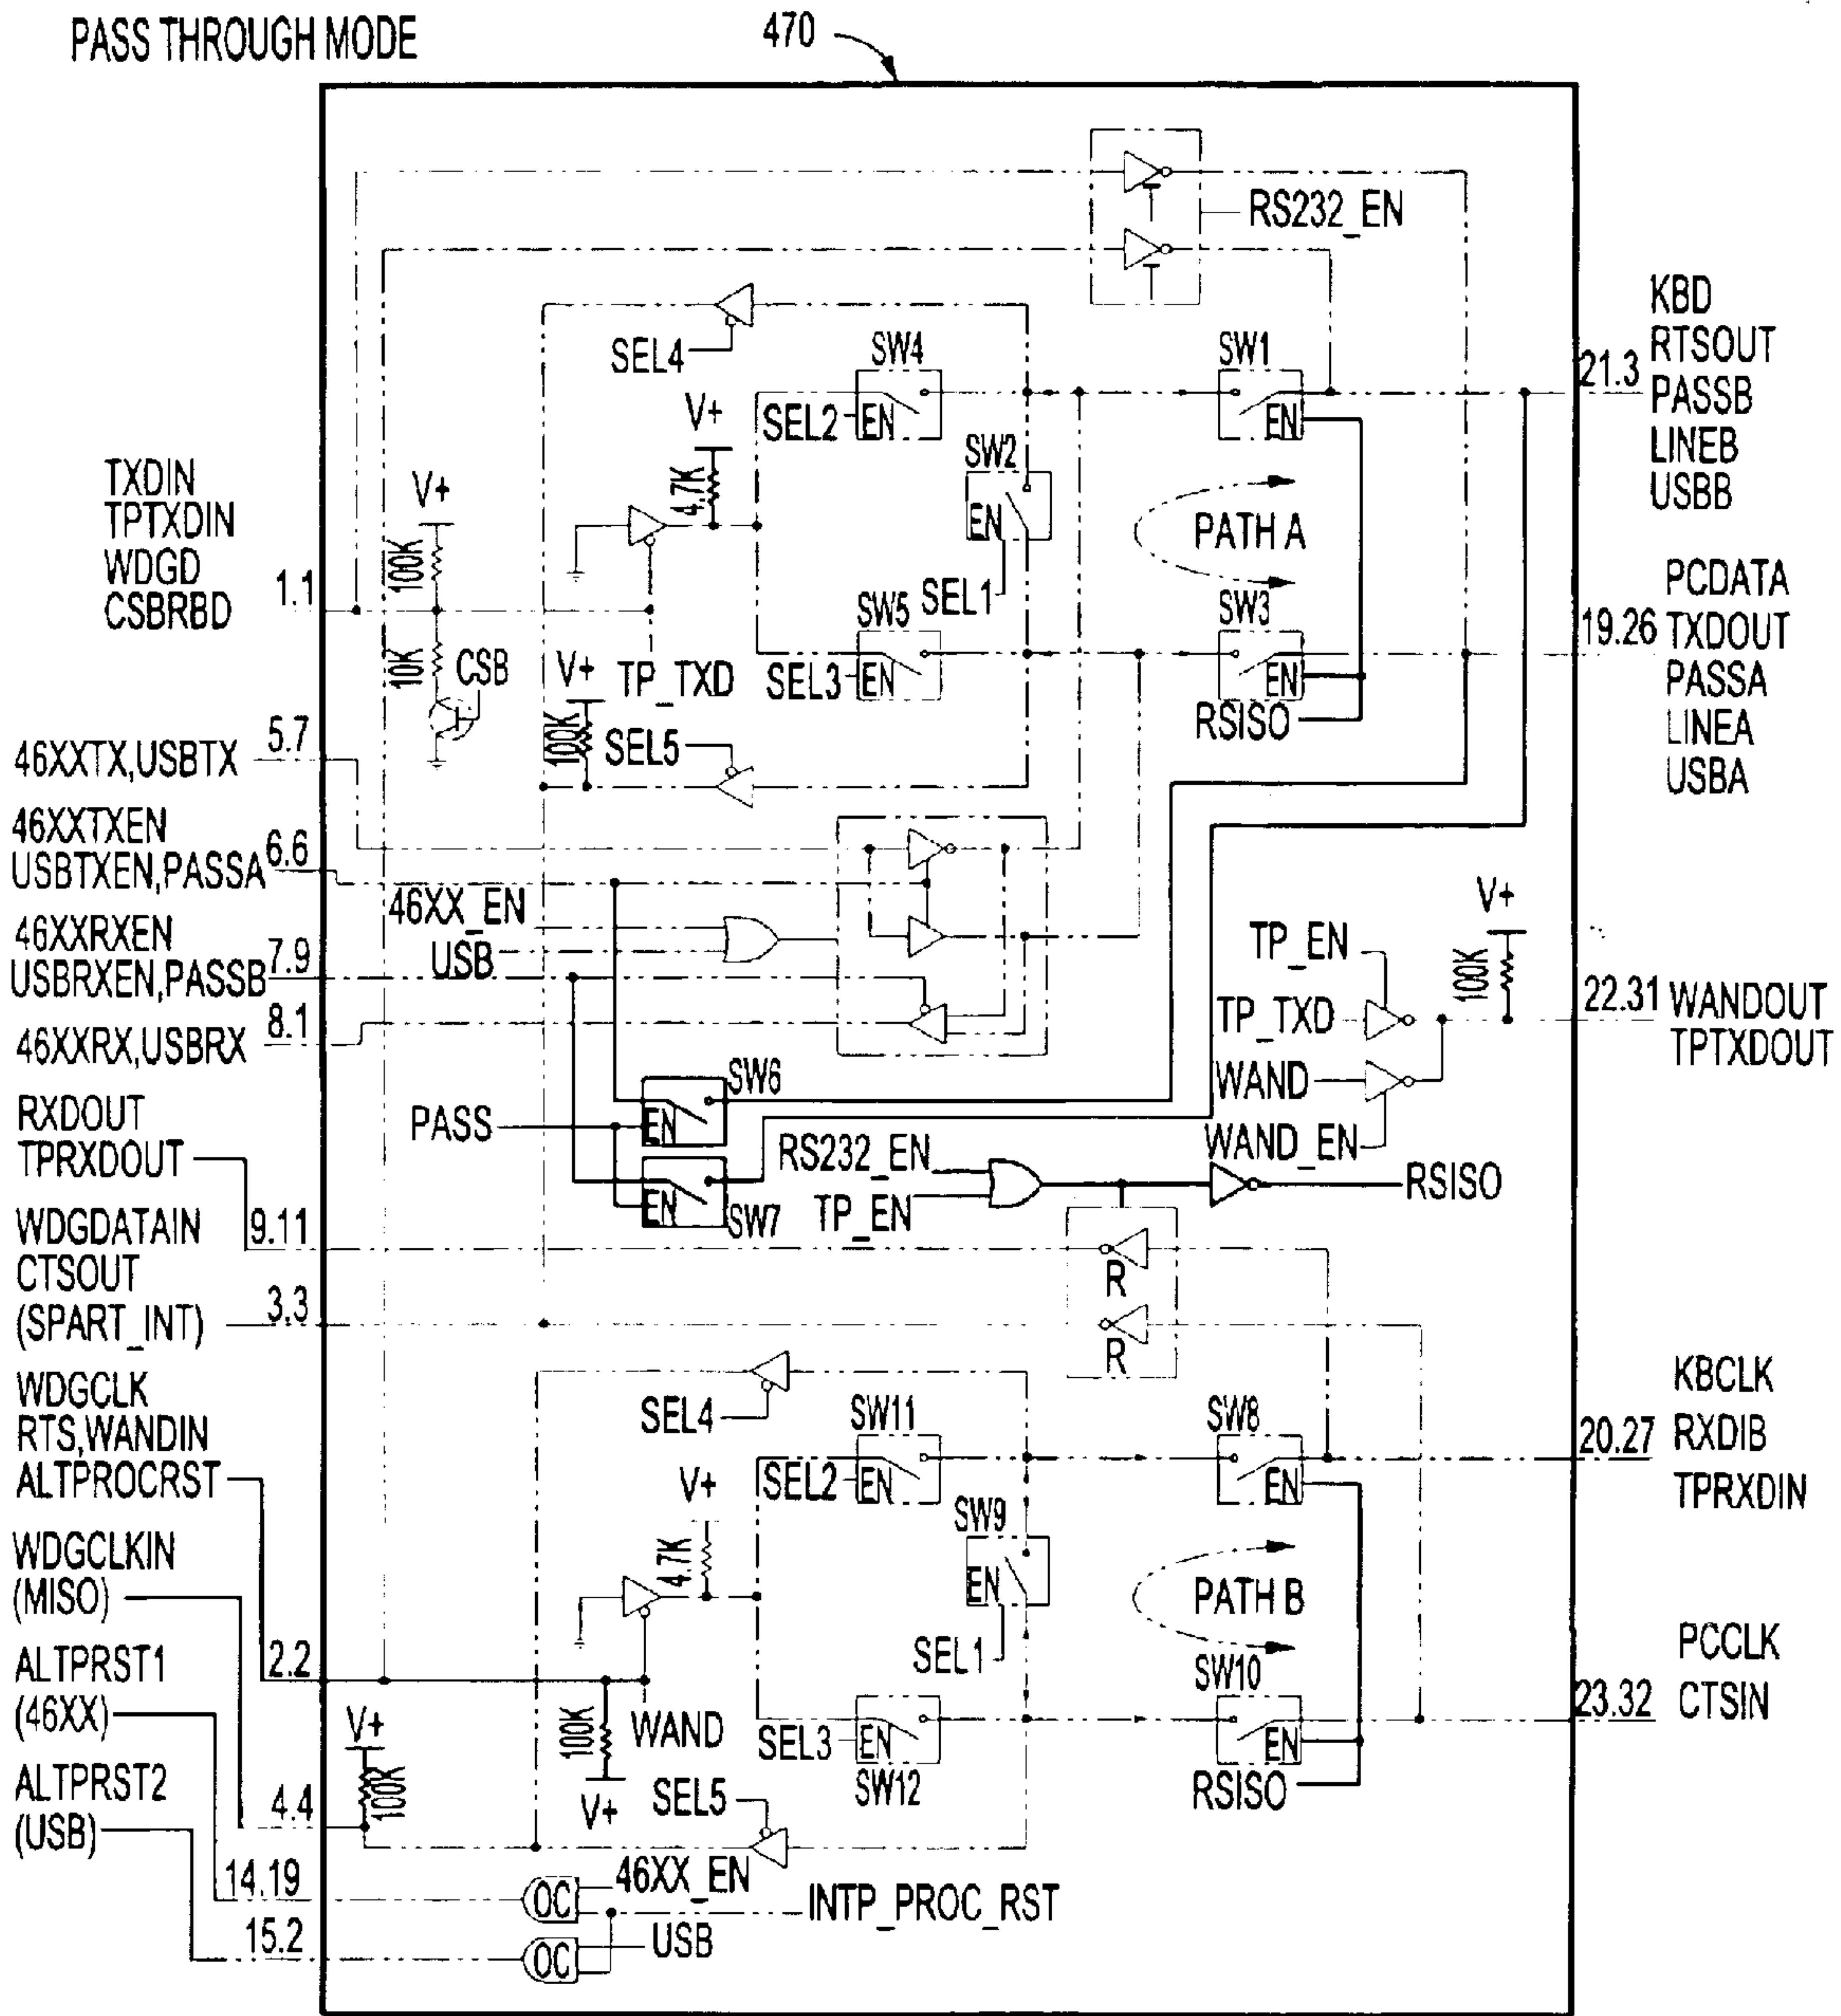 PASS THROUGH MODE
470
RS232_EN
KBD
RTSOUT
PASSB
LINEB
USBB
21.3
SEL4
SW4
SW1
SEL2
EN
EN
V+
4.7K
SW2
EN
SEL1
PATH A
TXDIN
TPTXDIN
WDGD
CSBRBD
1.1
V+
100K
10K
CSB
TP_TXD
V+
100K
SW5
SEL3
EN
SW3
EN
RSISO
19.26
PCDATA
TXDOUT
PASSA
LINEA
USBA
SEL5
46XXTX,USBTX
5.7
46XXTXEN
USBTXEN,PASSA
6.6
46XXRXEN
USBRXEN,PASSB
7.9
46XXRX,USBRX
8.1
46XX_EN
USB
TP_EN
TP_TXD
WAND
WAND_EN
V+
100K
22.31
WANDOUT
TPTXDOUT
PASS
EN
SW6
EN
SW7
RS232_EN
TP_EN
RSISO
RXDOUT
TPRXDOUT
9.11
WDGDATAIN
CTSOUT
(SPART_INT)
3.3
R
R
WDGCLK
RTS,WANDIN
ALTPROCRST
2.2
WDGCLKIN
(MISO)
4.4
ALTPRST1
(46XX)
14.19
ALTPRST2
(USB)
15.2
SEL4
SW11
SEL2
EN
SW8
EN
20.27
KBCLK
RXDIB
TPRXDIN
V+
4.7K
SW9
EN
SEL1
PATH B
WAND
100K
V+
V+
100K
SEL3
EN
SW12
SW10
EN
RSISO
23.32
PCCLK
CTSIN
SEL5
OC
46XX_EN
INTP_PROC_RST
OC
USB